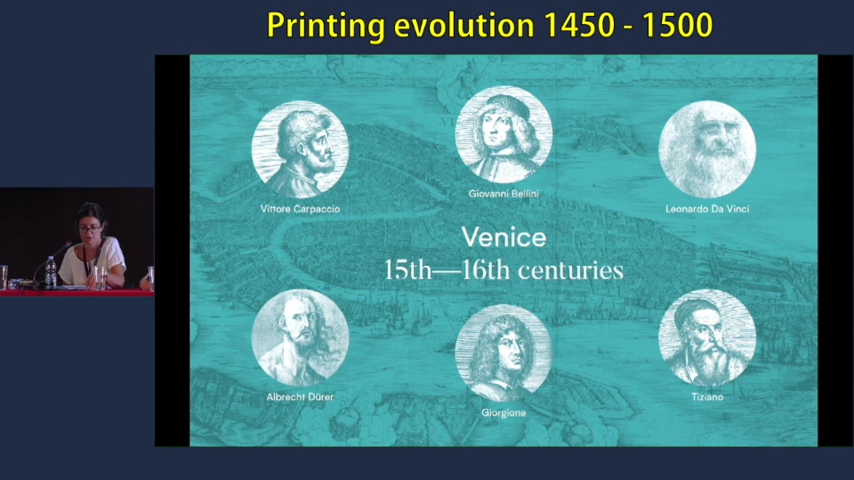 Printing evolution 1450 - 1500
Vittore Carpaccio
Giovanni Bellini
Leonardo Da Vinci
Venice
15th—16th centuries
Albrecht Dürer
Giorgione
Tiziano